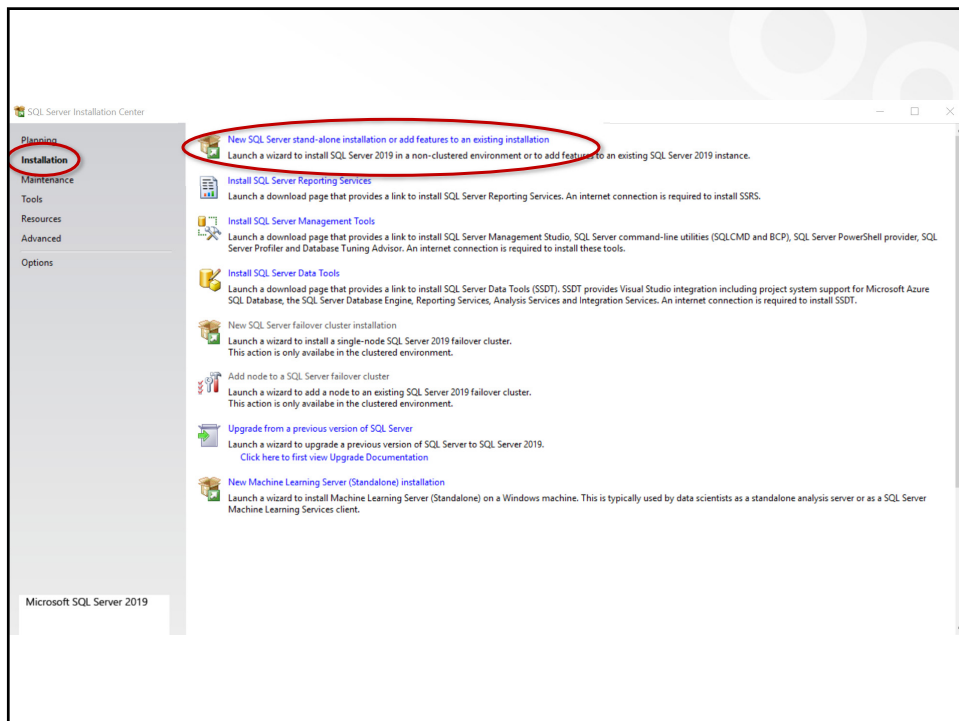 SQL Server Installation Center
Planning
Installation
Maintenance
Tools
Resources
Advanced
Options
New SQL Server stand-alone installation or add features to an existing installation
Launch a wizard to install SQL Server 2019 in a non-clustered environment or to add features to an existing SQL Server 2019 instance.
Install SQL Server Reporting Services
Launch a download page that provides a link to install SQL Server Reporting Services. An internet connection is required to install SSRS.
Install SQL Server Management Tools
Launch a download page that provides a link to install SQL Server Management Studio, SQL Server command-line utilities (SQLCMD and BCP), SQL Server PowerShell provider, SQL
Server Profiler and Database Tuning Advisor. An internet connection is required to install these tools.
Install SQL Server Data Tools
Launch a download page that provides a link to install SQL Server Data Tools (SSDT). SSDT provides Visual Studio integration including project system support for Microsoft Azure
SQL Database, the SQL Server Database Engine, Reporting Services, Analysis Services and Integration Services. An internet connection is required to install SSDT.
New SQL Server failover cluster installation
Launch a wizard to install a single-node SQL Server 2019 failover cluster.
This action is only availabe in the clustered environment.
Add node to a SQL Server failover cluster
Launch a wizard to add a node to an existing SQL Server 2019 failover cluster.
This action is only availabe in the clustered environment.
Upgrade from a previous version of SQL Server
Launch a wizard to upgrade a previous version of SQL Server to SQL Server 2019.
Click here to first view Upgrade Documentation
New Machine Learning Server (Standalone) installation
Launch a wizard to install Machine Learning Server (Standalone) on a Windows machine. This is typically used by data scientists as a standalone analysis server or as a SQL Server
Machine Learning Services client.
Microsoft SQL Server 2019